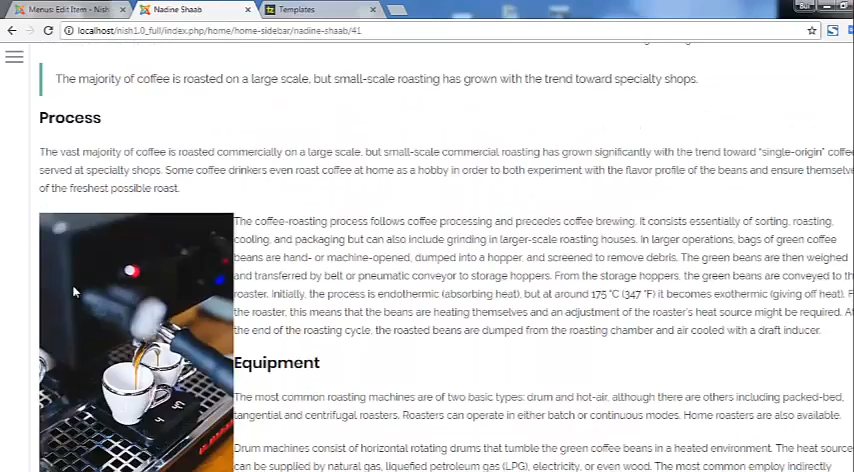 Menus: Edit Item - Nish
Nadine Shaab
Templates
Bui
localhost/nish1.0_full/index.php/home/home-sidebar/nadine-shaab/41
The majority of coffee is roasted on a large scale, but small-scale roasting has grown with the trend toward specialty shops.
Process
The vast majority of coffee is roasted commercially on a large scale, but small-scale commercial roasting has grown significantly with the trend toward "single-origin" coffee
served at specialty shops. Some coffee drinkers even roast coffee at home as a hobby in order to both experiment with the flavor profile of the beans and ensure themselve
of the freshest possible roast.
The coffee-roasting process follows coffee processing and precedes coffee brewing. It consists essentially of sorting, roasting,
cooling, and packaging but can also include grinding in larger-scale roasting houses. In larger operations, bags of green coffee
beans are hand- or machine-opened, dumped into a hopper, and screened to remove debris. The green beans are then weighed
and transferred by belt or pneumatic conveyor to storage hoppers. From the storage hoppers, the green beans are conveyed to th
roaster. Initially, the process is endothermic (absorbing heat), but at around 175 °C (347 °F) it becomes exothermic (giving off heat). F
the roaster, this means that the beans are heating themselves and an adjustment of the roaster's heat source might be required. At
the end of the roasting cycle, the roasted beans are dumped from the roasting chamber and air cooled with a draft inducer.
Equipment
The most common roasting machines are of two basic types: drum and hot-air, although there are others including packed-bed,
tangential and centrifugal roasters. Roasters can operate in either batch or continuous modes. Home roasters are also available.
Drum machines consist of horizontal rotating drums that tumble the green coffee beans in a heated environment. The heat source
can be supplied by natural gas, liquefied petroleum gas (LPG), electricity, or even wood. The most common employ indirectly